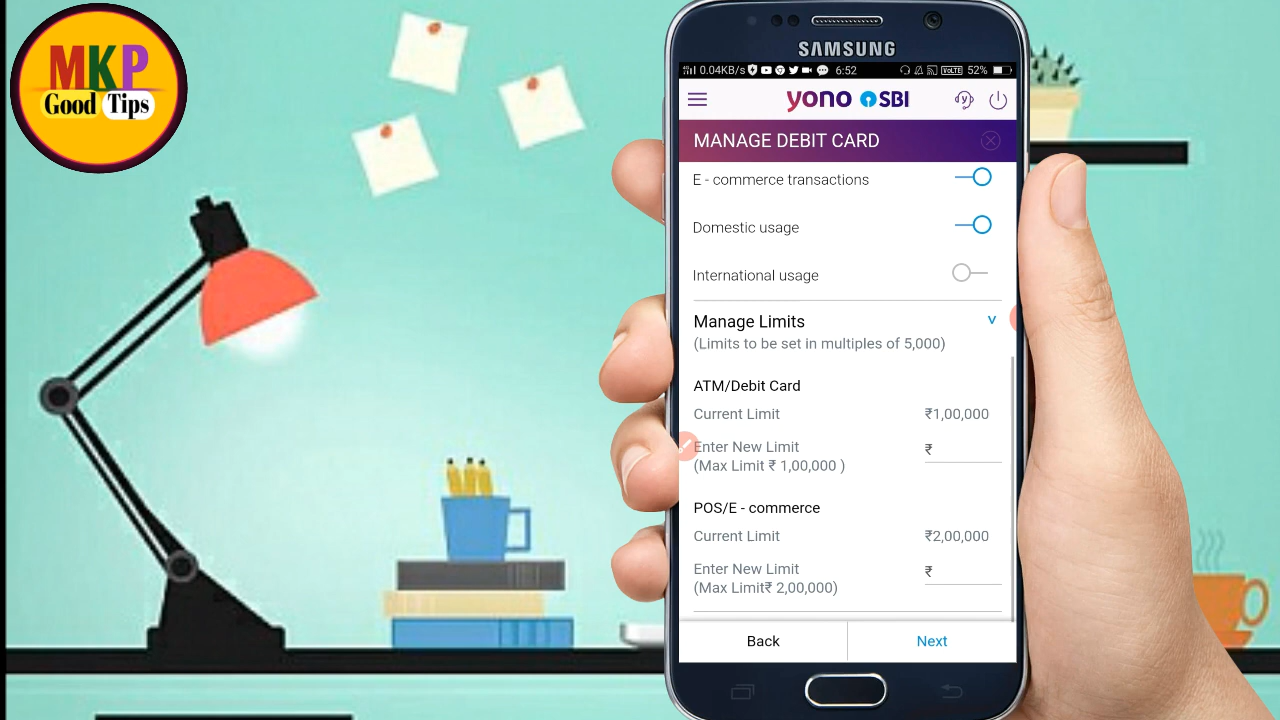 MKP
Good Tips
SAMSUNG
0.04KB/s 6:52 VoLTE 52%
yono SBI
MANAGE DEBIT CARD
E - commerce transactions
Domestic usage
International usage
Manage Limits
(Limits to be set in multiples of 5,000)
ATM/Debit Card
Current Limit ₹1,00,000
Enter New Limit ₹
(Max Limit ₹ 1,00,000 )
POS/E - commerce
Current Limit ₹2,00,000
Enter New Limit ₹
(Max Limit₹ 2,00,000)
Back Next